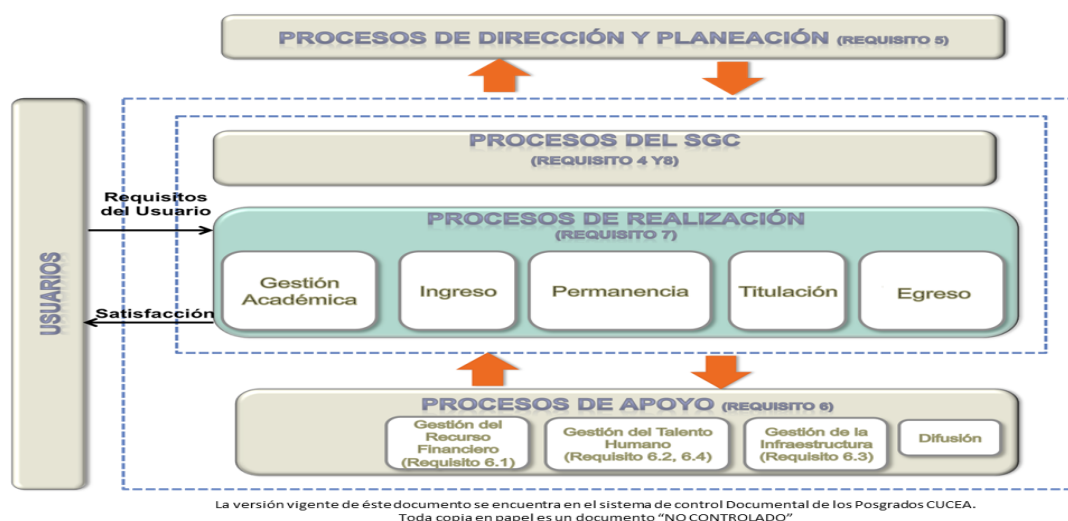 PROCESOS DE DIRECCIÓN Y PLANEACIÓN (REQUISITO 5)
PROCESOS DEL SGC
(REQUISITO 4 Y8)
Requisitos
del Usuario
USUARIOS
Satisfacción
PROCESOS DE REALIZACIÓN
(REQUISITO 7)
Gestión
Académica
Ingreso
Permanencia
Titulación
Egreso
PROCESOS DE APOYO (REQUISITO 6)
Gestión del
Recurso
Financiero
(Requisito 6.1)
Gestión del Talento
Humano
(Requisito 6.2, 6.4)
Gestión de la
Infraestructura
(Requisito 6.3)
Difusión
La versión vigente de éste documento se encuentra en el sistema de control Documental de los Posgrados CUCEA.
Toda copia en papel es un documento “NO CONTROLADO”